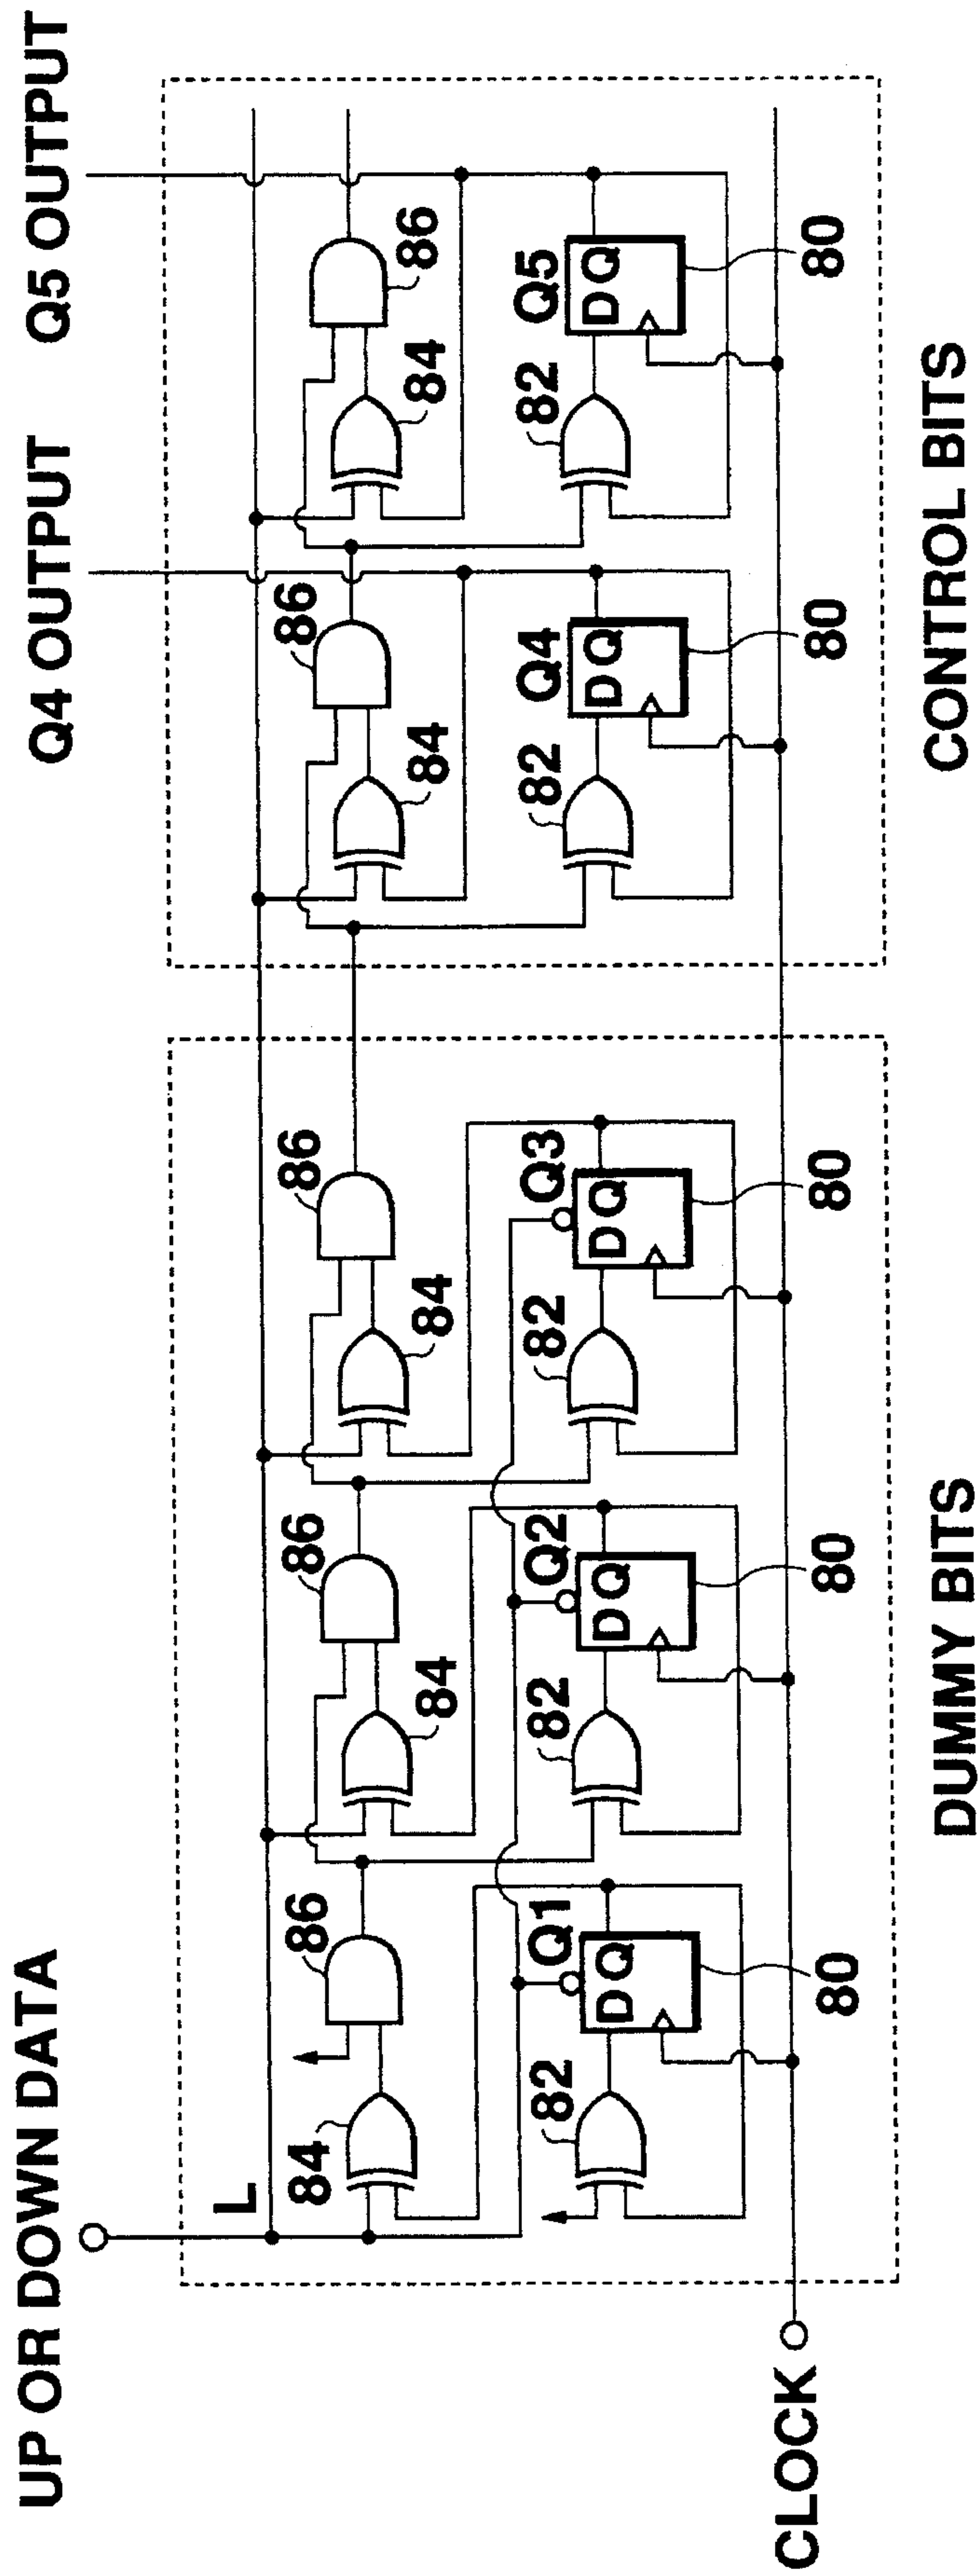 UP OR DOWN DATA
Q4 OUTPUT
Q5 OUTPUT
L
84
86
84
86
84
86
84
86
84
86
82
Q1
D Q
82
Q2
D Q
82
Q3
D Q
82
Q4
D Q
82
Q5
D Q
80
80
80
80
80
CLOCK
DUMMY BITS
CONTROL BITS